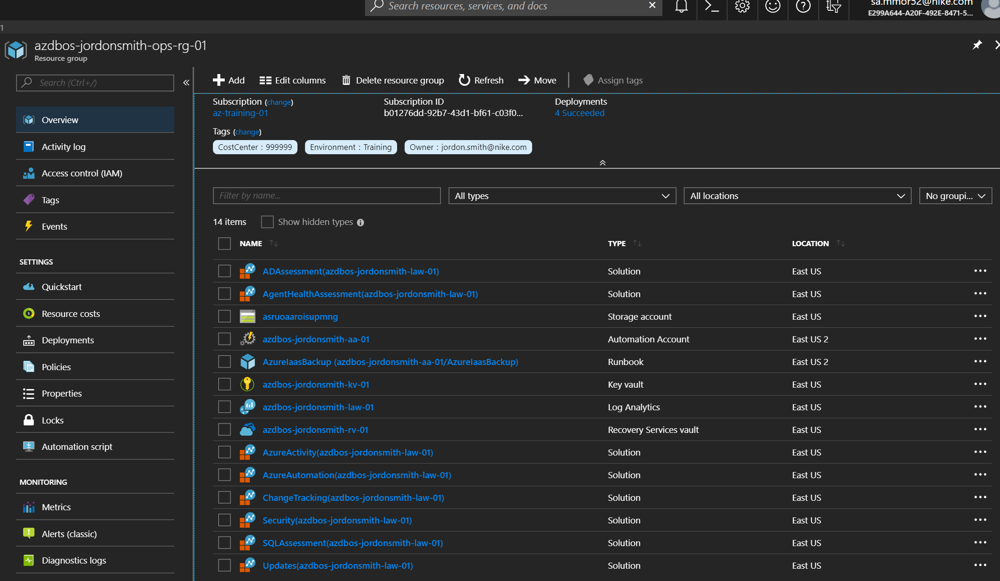 Search resources, services, and docs
sa.mmor52@nike.com
E299A644-A20F-492E-8471-5...
1
azdbos-jordonsmith-ops-rg-01
Resource group
Search (Ctrl+/)
Overview
Activity log
Access control (IAM)
Tags
Events
SETTINGS
Quickstart
Resource costs
Deployments
Policies
Properties
Locks
Automation script
MONITORING
Metrics
Alerts (classic)
Diagnostics logs
Add Edit columns Delete resource group Refresh Move Assign tags
Subscription (change) Subscription ID Deployments
az-training-01 b01276dd-92b7-43d1-bf61-c03f0... 4 Succeeded
Tags (change)
CostCenter : 999999 Environment : Training Owner : jordon.smith@nike.com
Filter by name... All types All locations No groupi...
14 items Show hidden types
NAME TYPE LOCATION
ADAssessment(azdbos-jordonsmith-law-01) Solution East US
AgentHealthAssessment(azdbos-jordonsmith-law-01) Solution East US
asruoaaroisupmng Storage account East US
azdbos-jordonsmith-aa-01 Automation Account East US 2
AzureIaasBackup (azdbos-jordonsmith-aa-01/AzureIaasBackup) Runbook East US 2
azdbos-jordonsmith-kv-01 Key vault East US
azdbos-jordonsmith-law-01 Log Analytics East US
azdbos-jordonsmith-rv-01 Recovery Services vault East US
AzureActivity(azdbos-jordonsmith-law-01) Solution East US
AzureAutomation(azdbos-jordonsmith-law-01) Solution East US
ChangeTracking(azdbos-jordonsmith-law-01) Solution East US
Security(azdbos-jordonsmith-law-01) Solution East US
SQLAssessment(azdbos-jordonsmith-law-01) Solution East US
Updates(azdbos-jordonsmith-law-01) Solution East US